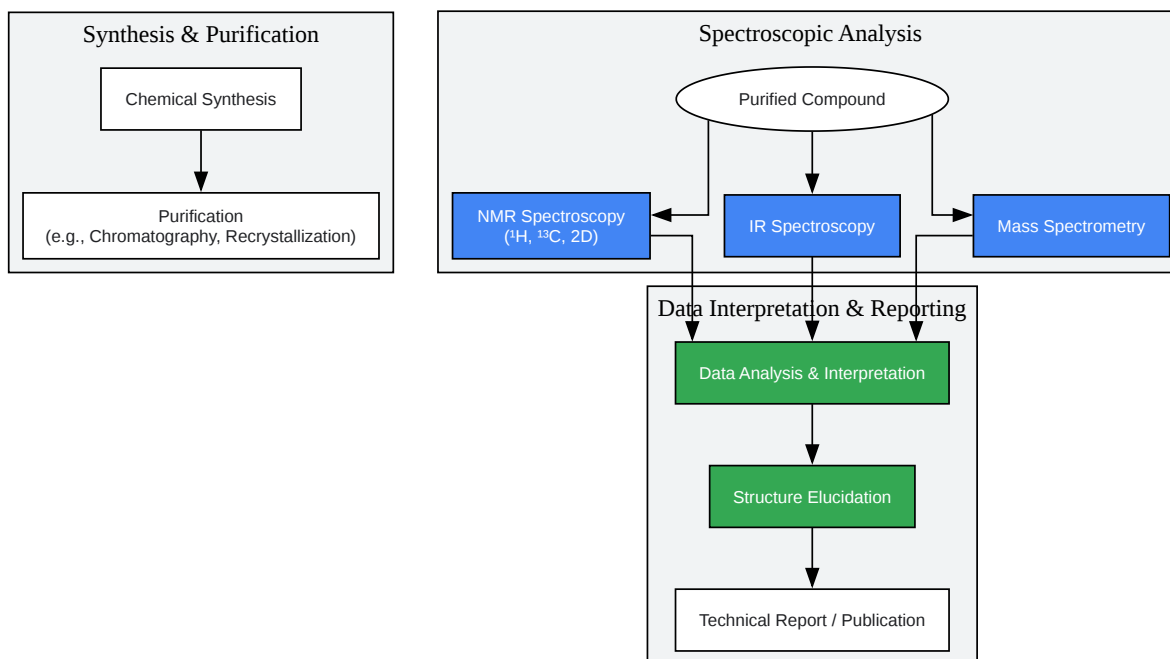 Synthesis & Purification
Chemical Synthesis
Purification
(e.g., Chromatography, Recrystallization)
Spectroscopic Analysis
Purified Compound
NMR Spectroscopy
(¹H, ¹³C, 2D)
IR Spectroscopy
Mass Spectrometry
Data Interpretation & Reporting
Data Analysis & Interpretation
Structure Elucidation
Technical Report / Publication